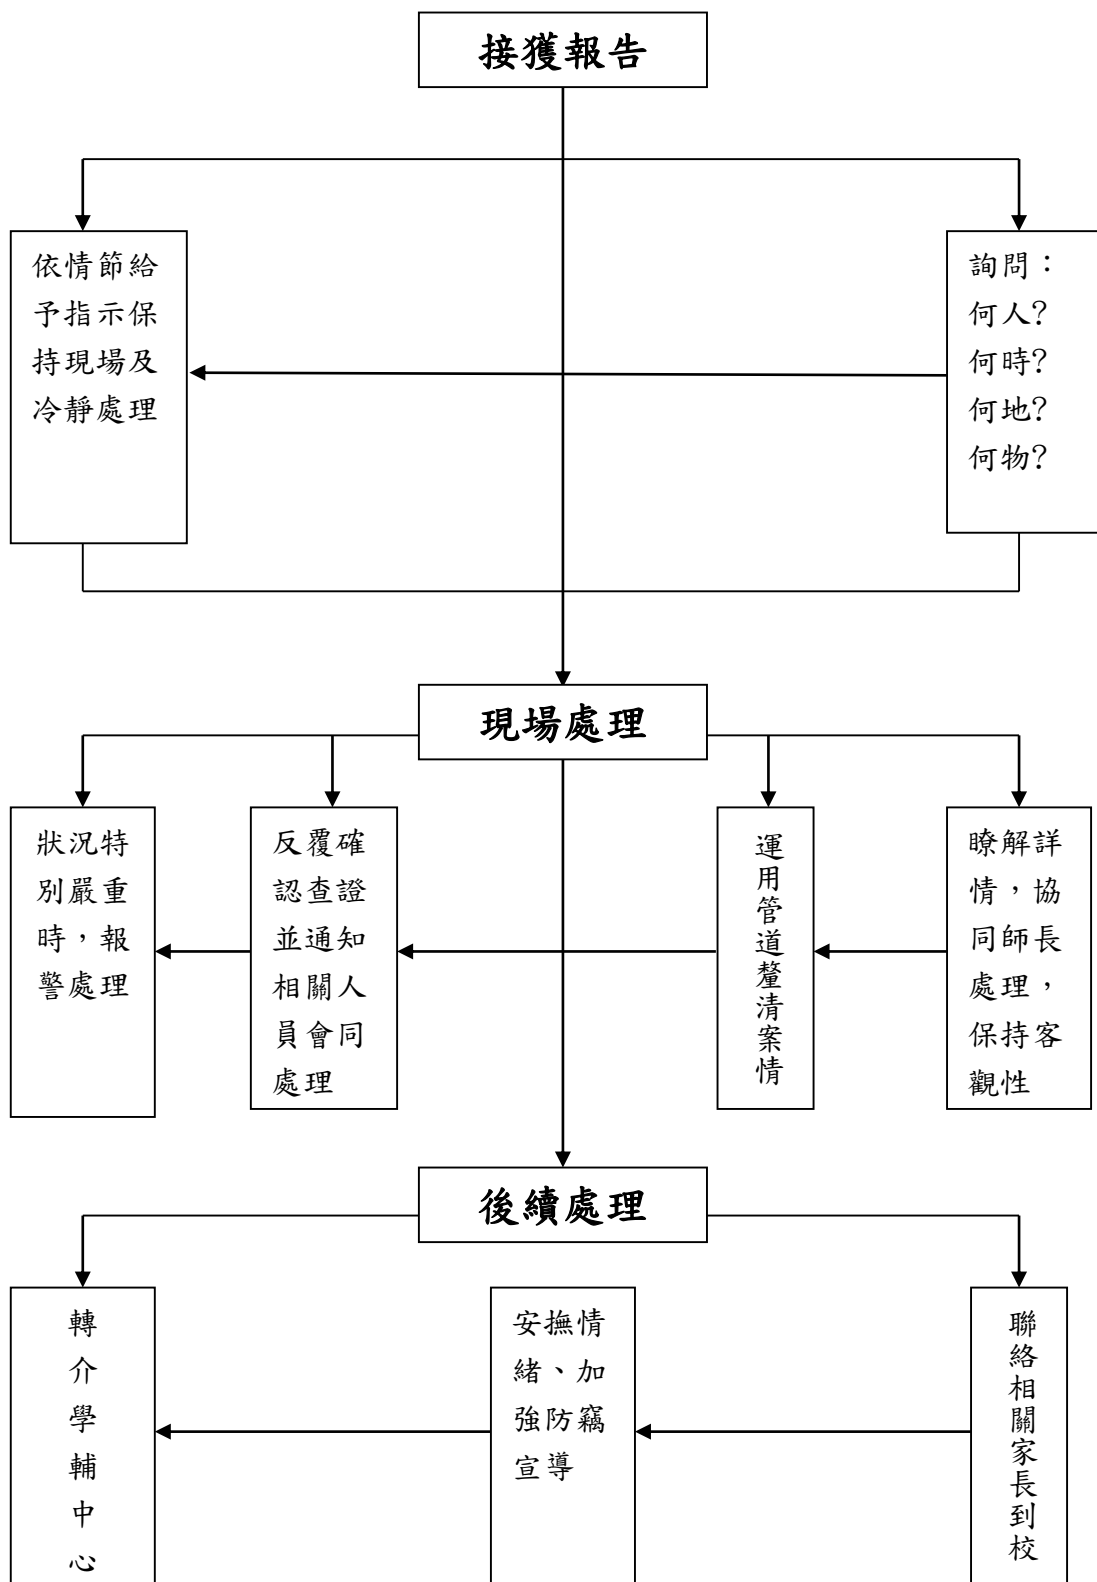 接獲報告
依情節給
予指示保
持現場及
冷靜處理
詢問：
何人?
何時?
何地?
何物?
現場處理
狀況特
別嚴重
時，報
警處理
反覆確
認查證
並通知
相關人
員會同
處理
運用管道釐清案情
瞭解詳
情，協
同師長
處理，
保持客
觀性
後續處理
轉介學輔中心
安撫情
緒、加
強防竊
宣導
聯絡相關家長到校